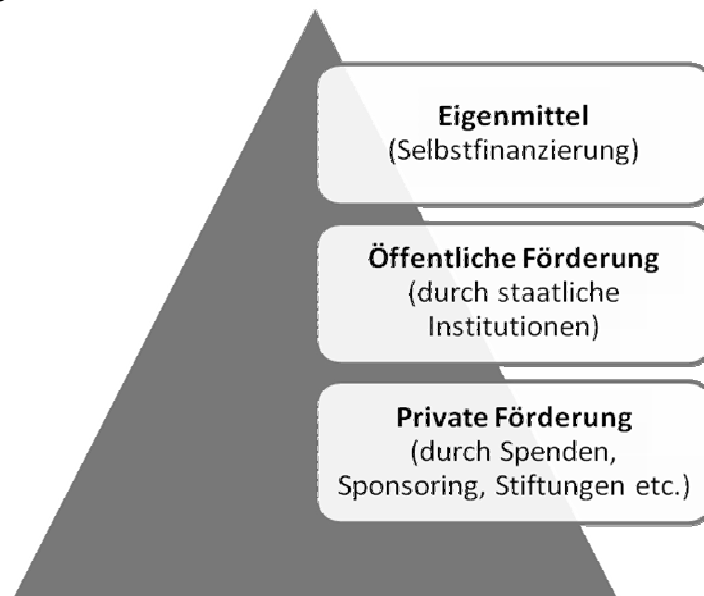 Eigenmittel
(Selbstfinanzierung)
Öffentliche Förderung
(durch staatliche
Institutionen)
Private Förderung
(durch Spenden,
Sponsoring, Stiftungen etc.)